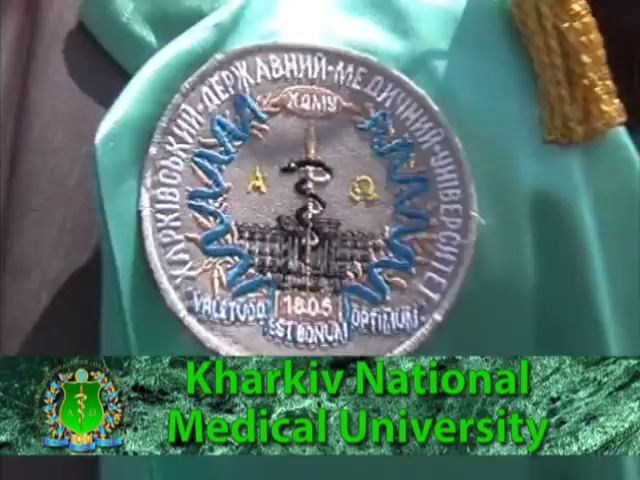 ХАРКІВСЬКИЙ·ДЕРЖАВНИЙ·МЕДИЧНИЙ·УНІВЕРСИТЕТ
ХДМУ
Α Ω
1805
VALETUDO EST BONUM OPTIMUM
Kharkiv National
Medical University